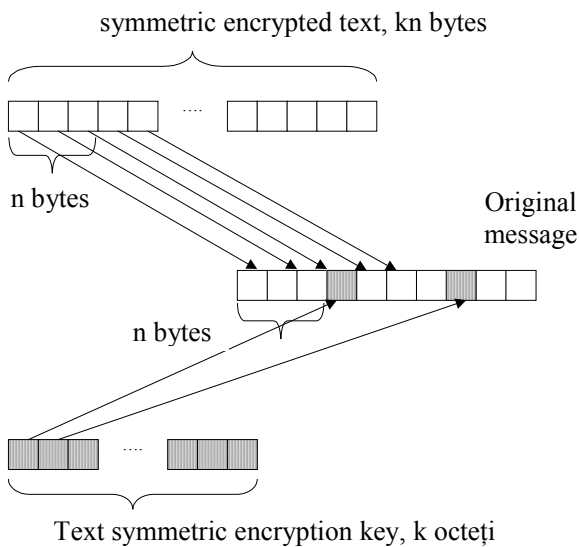 symmetric encrypted text, kn bytes
....
n bytes
Original
message
n bytes
....
Text symmetric encryption key, k octeți